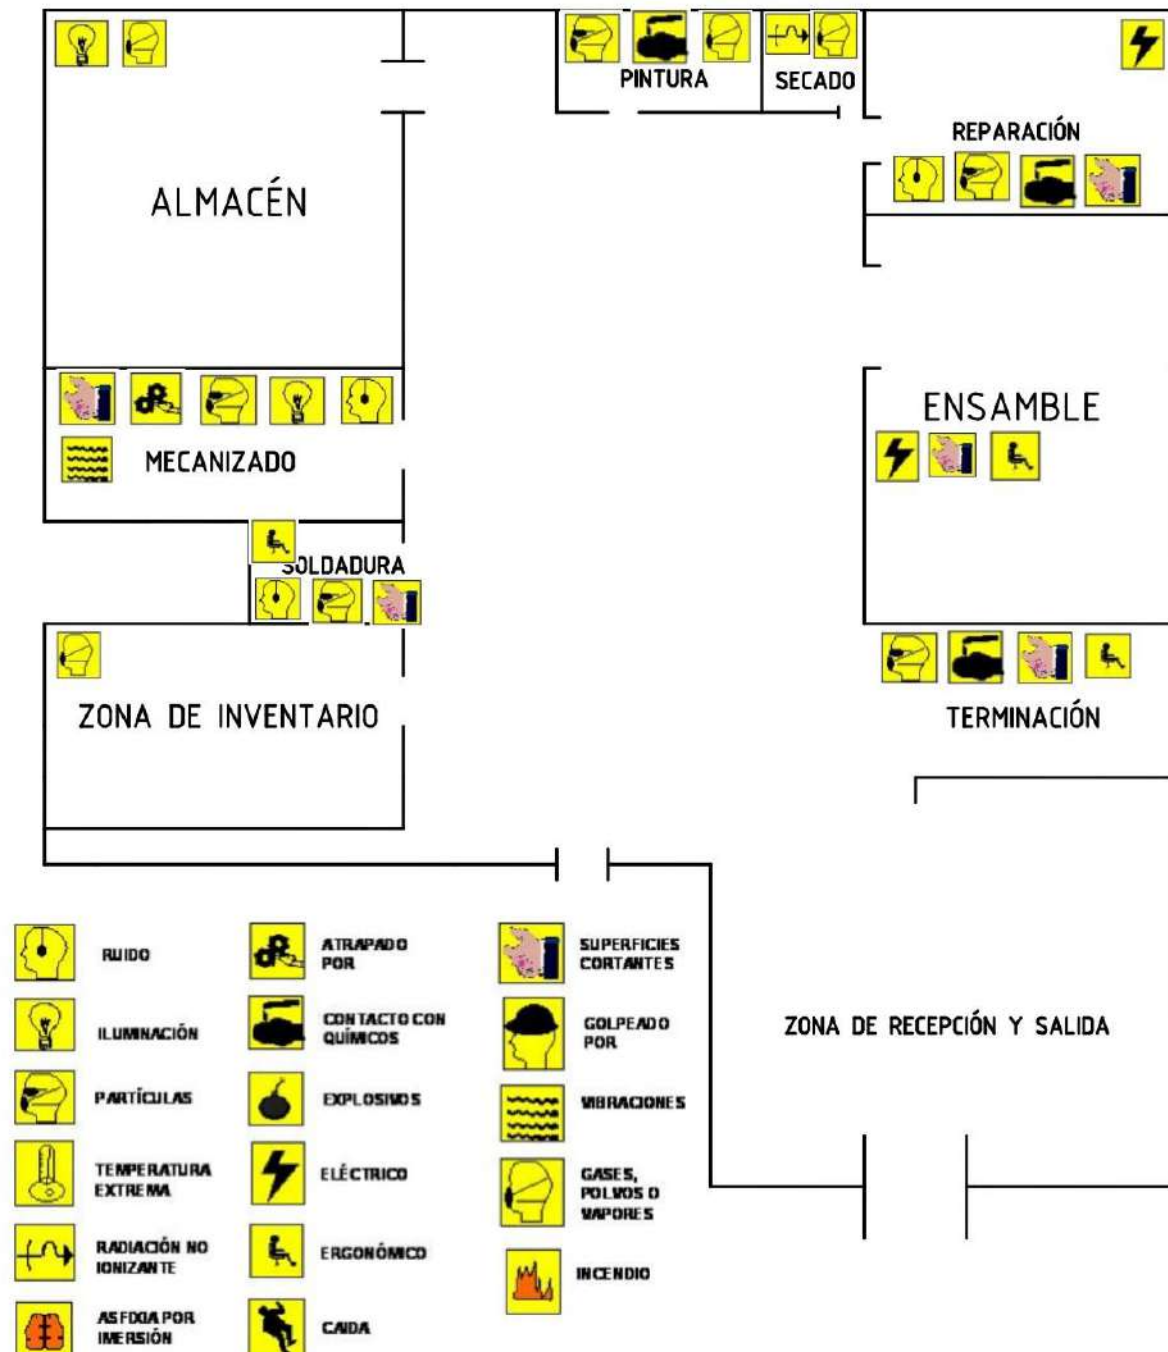 PINTURA
SECADO
REPARACIÓN
ALMACÉN
ENSAMBLE
MECANIZADO
SOLDADURA
ZONA DE INVENTARIO
TERMINACIÓN
RUIDO
ATRAPADO
POR
SUPERFICIES
CORTANTES
ILUMINACIÓN
CONTACTO CON
QUÍMICOS
GOLPEADO
POR
ZONA DE RECEPCIÓN Y SALIDA
PARTÍCULAS
EXPLOSIVOS
VIBRACIONES
TEMPERATURA
EXTREMA
ELÉCTRICO
GASES,
POLVOS O
VAPORES
RADIACIÓN NO
IONIZANTE
ERGONÓMICO
INCENDIO
ASFIXIA POR
IMERSIÓN
CAIDA